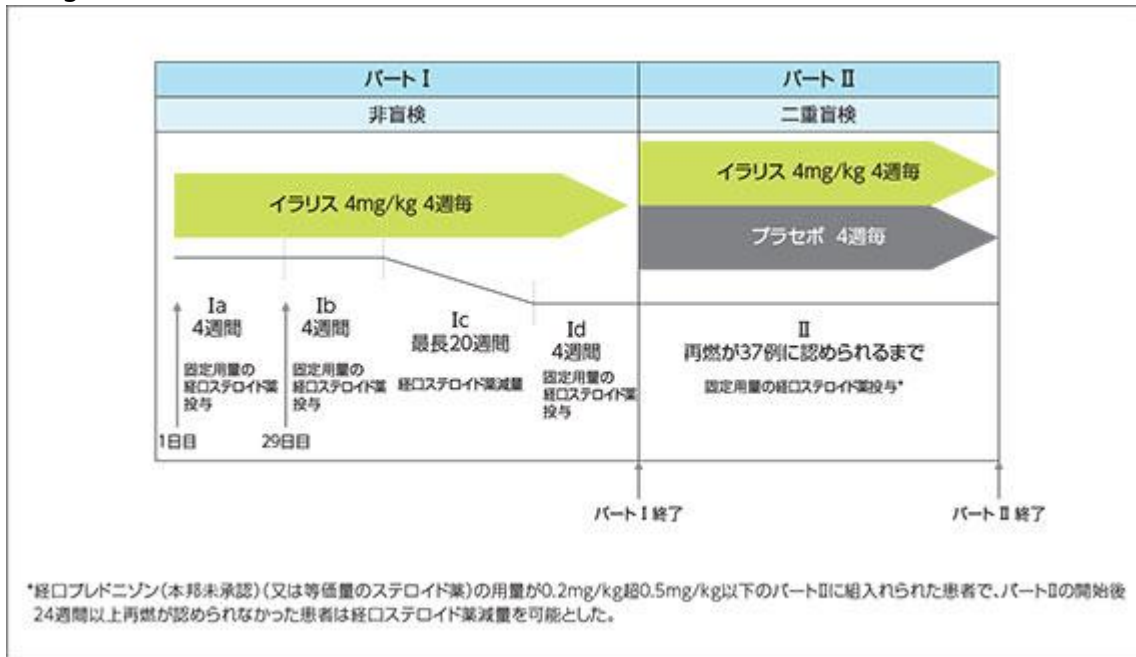 パート I
パート II
非盲検
二重盲検
イラリス 4mg/kg 4週毎
イラリス 4mg/kg 4週毎
プラセボ 4週毎
Ia
4週間
固定用量の
経口ステロイド薬
投与
Ib
4週間
固定用量の
経口ステロイド薬
投与
Ic
最長20週間
経口ステロイド薬減量
Id
4週間
固定用量の
経口ステロイド薬
投与
II
再燃が37例に認められるまで
固定用量の経口ステロイド薬投与*
1日目
29日目
パート I 終了
パート II 終了
*経口プレドニゾン(本邦未承認)(又は等価量のステロイド薬)の用量が0.2mg/kg超0.5mg/kg以下のパートIIに組入れられた患者で、パートIIの開始後
24週間以上再燃が認められなかった患者は経口ステロイド薬減量を可能とした。